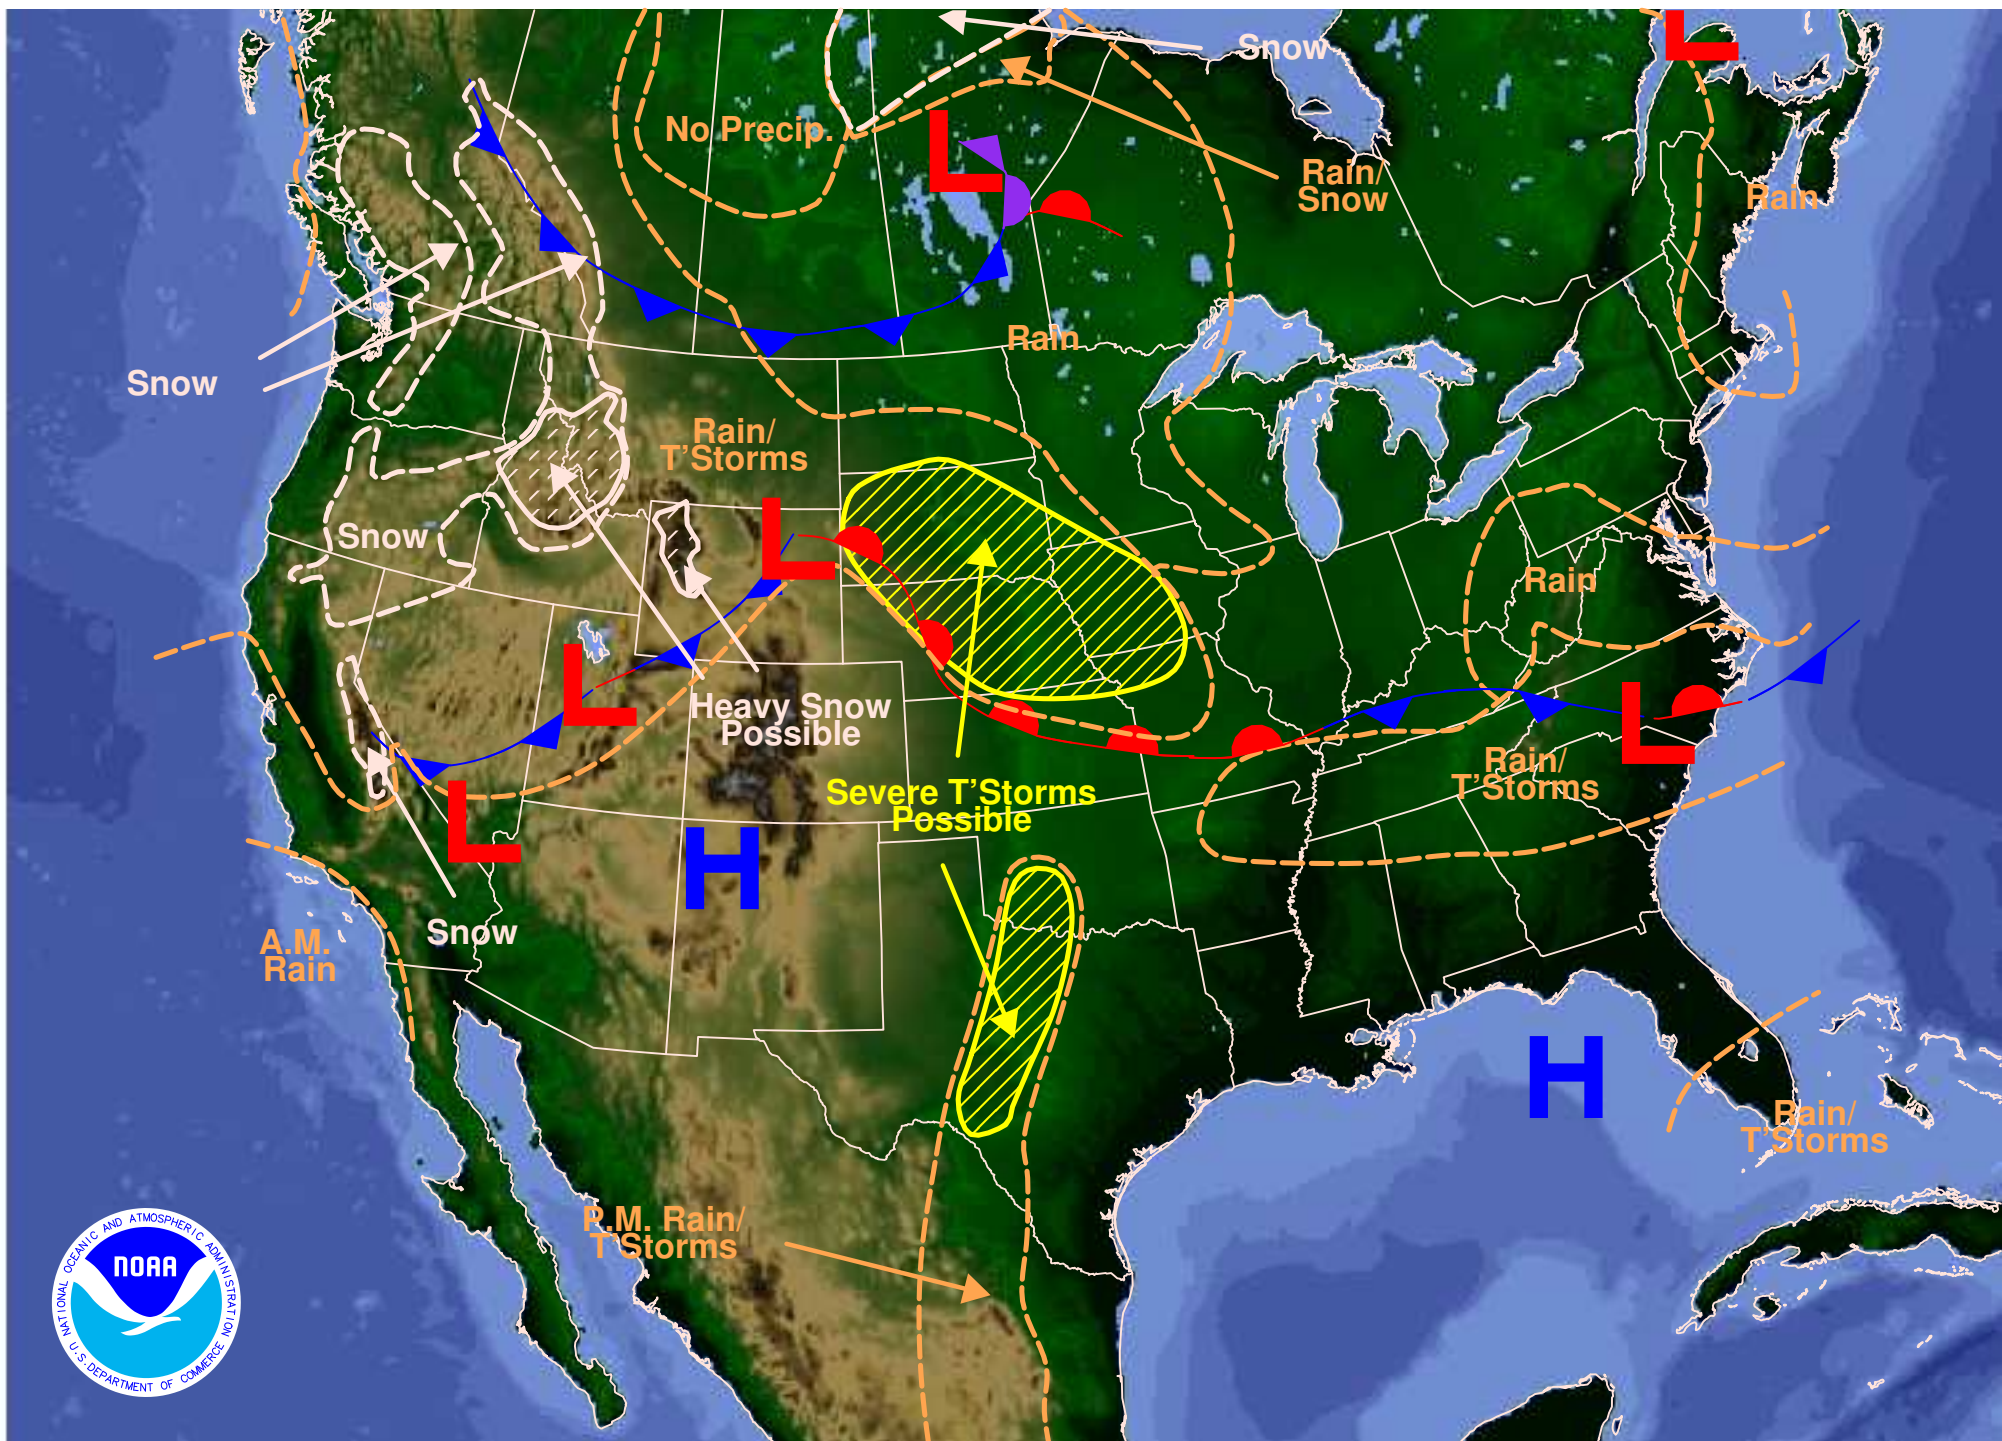 Snow
No Precip.
Rain/
Snow
Rain
Rain
Snow
Rain/
T'Storms
Snow
Rain
Heavy Snow
Possible
Rain/
T'Storms
Severe T'Storms
Possible
Snow
A.M.
Rain
Rain/
T'Storms
P.M. Rain/
T'Storms
L
L
L
L
L
L
H
H
NATIONAL OCEANIC AND ATMOSPHERIC ADMINISTRATION
NOAA
U.S. DEPARTMENT OF COMMERCE